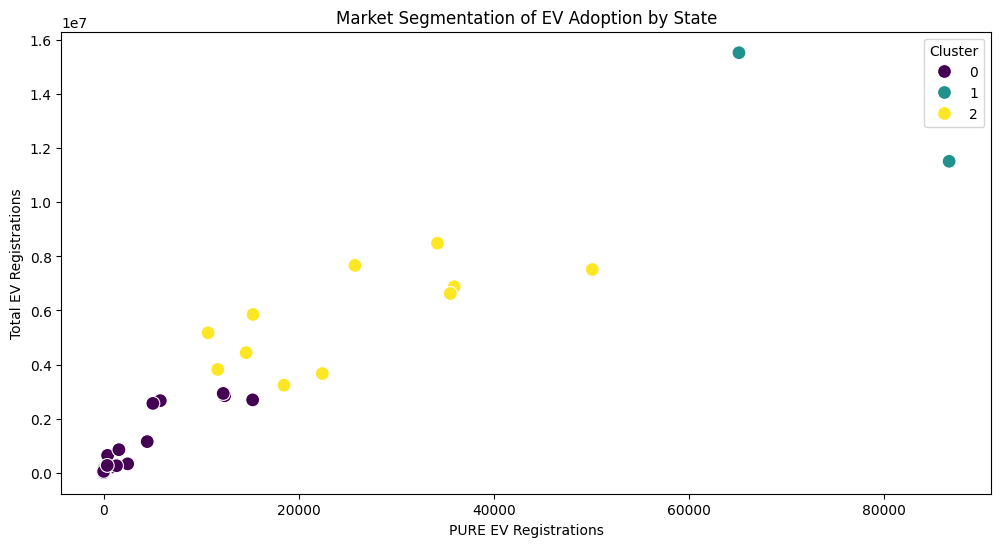 Market Segmentation of EV Adoption by State
1e7
Cluster
0
1
2
1.6
1.4
1.2
1.0
0.8
0.6
0.4
0.2
0.0
Total EV Registrations
0 20000 40000 60000 80000
PURE EV Registrations